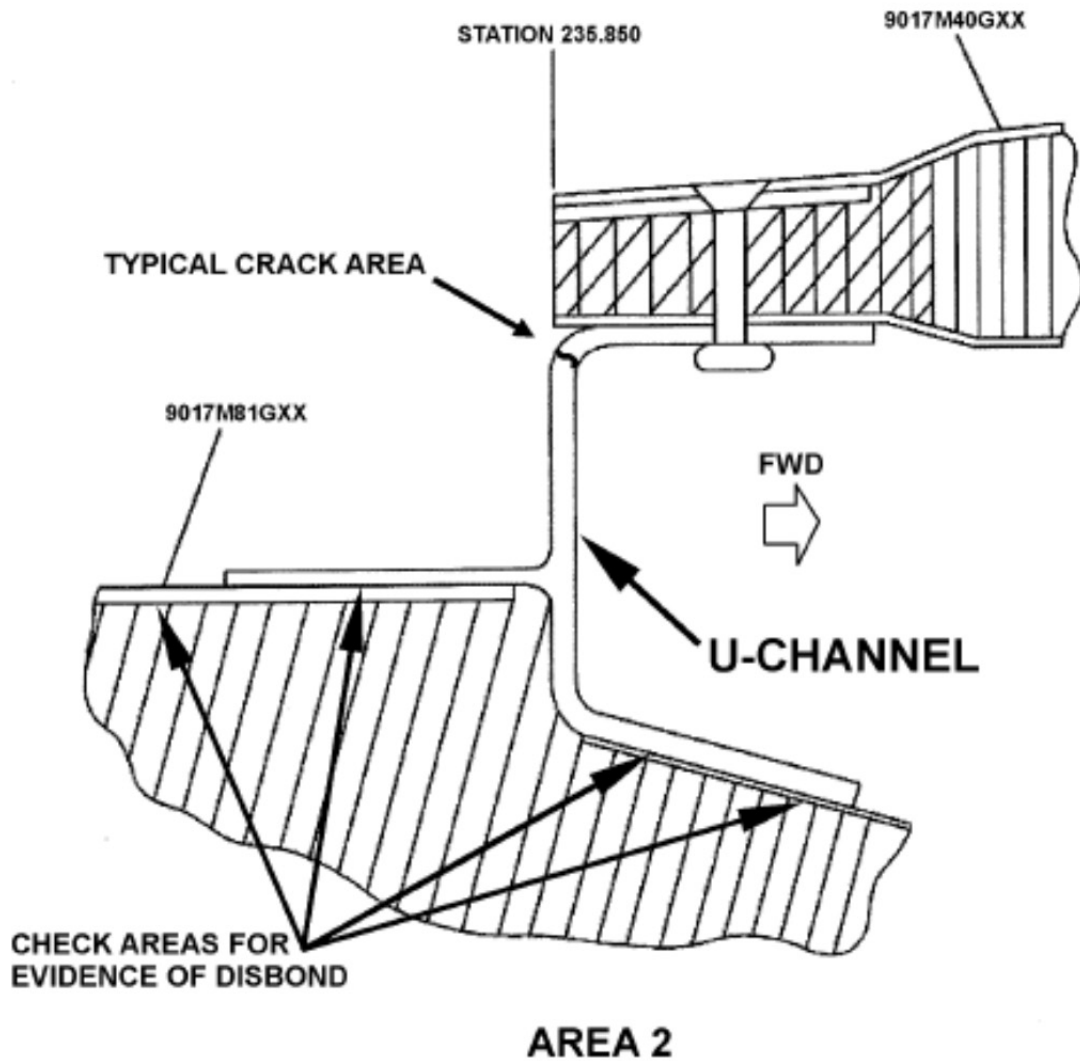 STATION 235.850
9017M40GXX
TYPICAL CRACK AREA
9017M81GXX
FWD
U-CHANNEL
CHECK AREAS FOR
EVIDENCE OF DISBOND
AREA 2